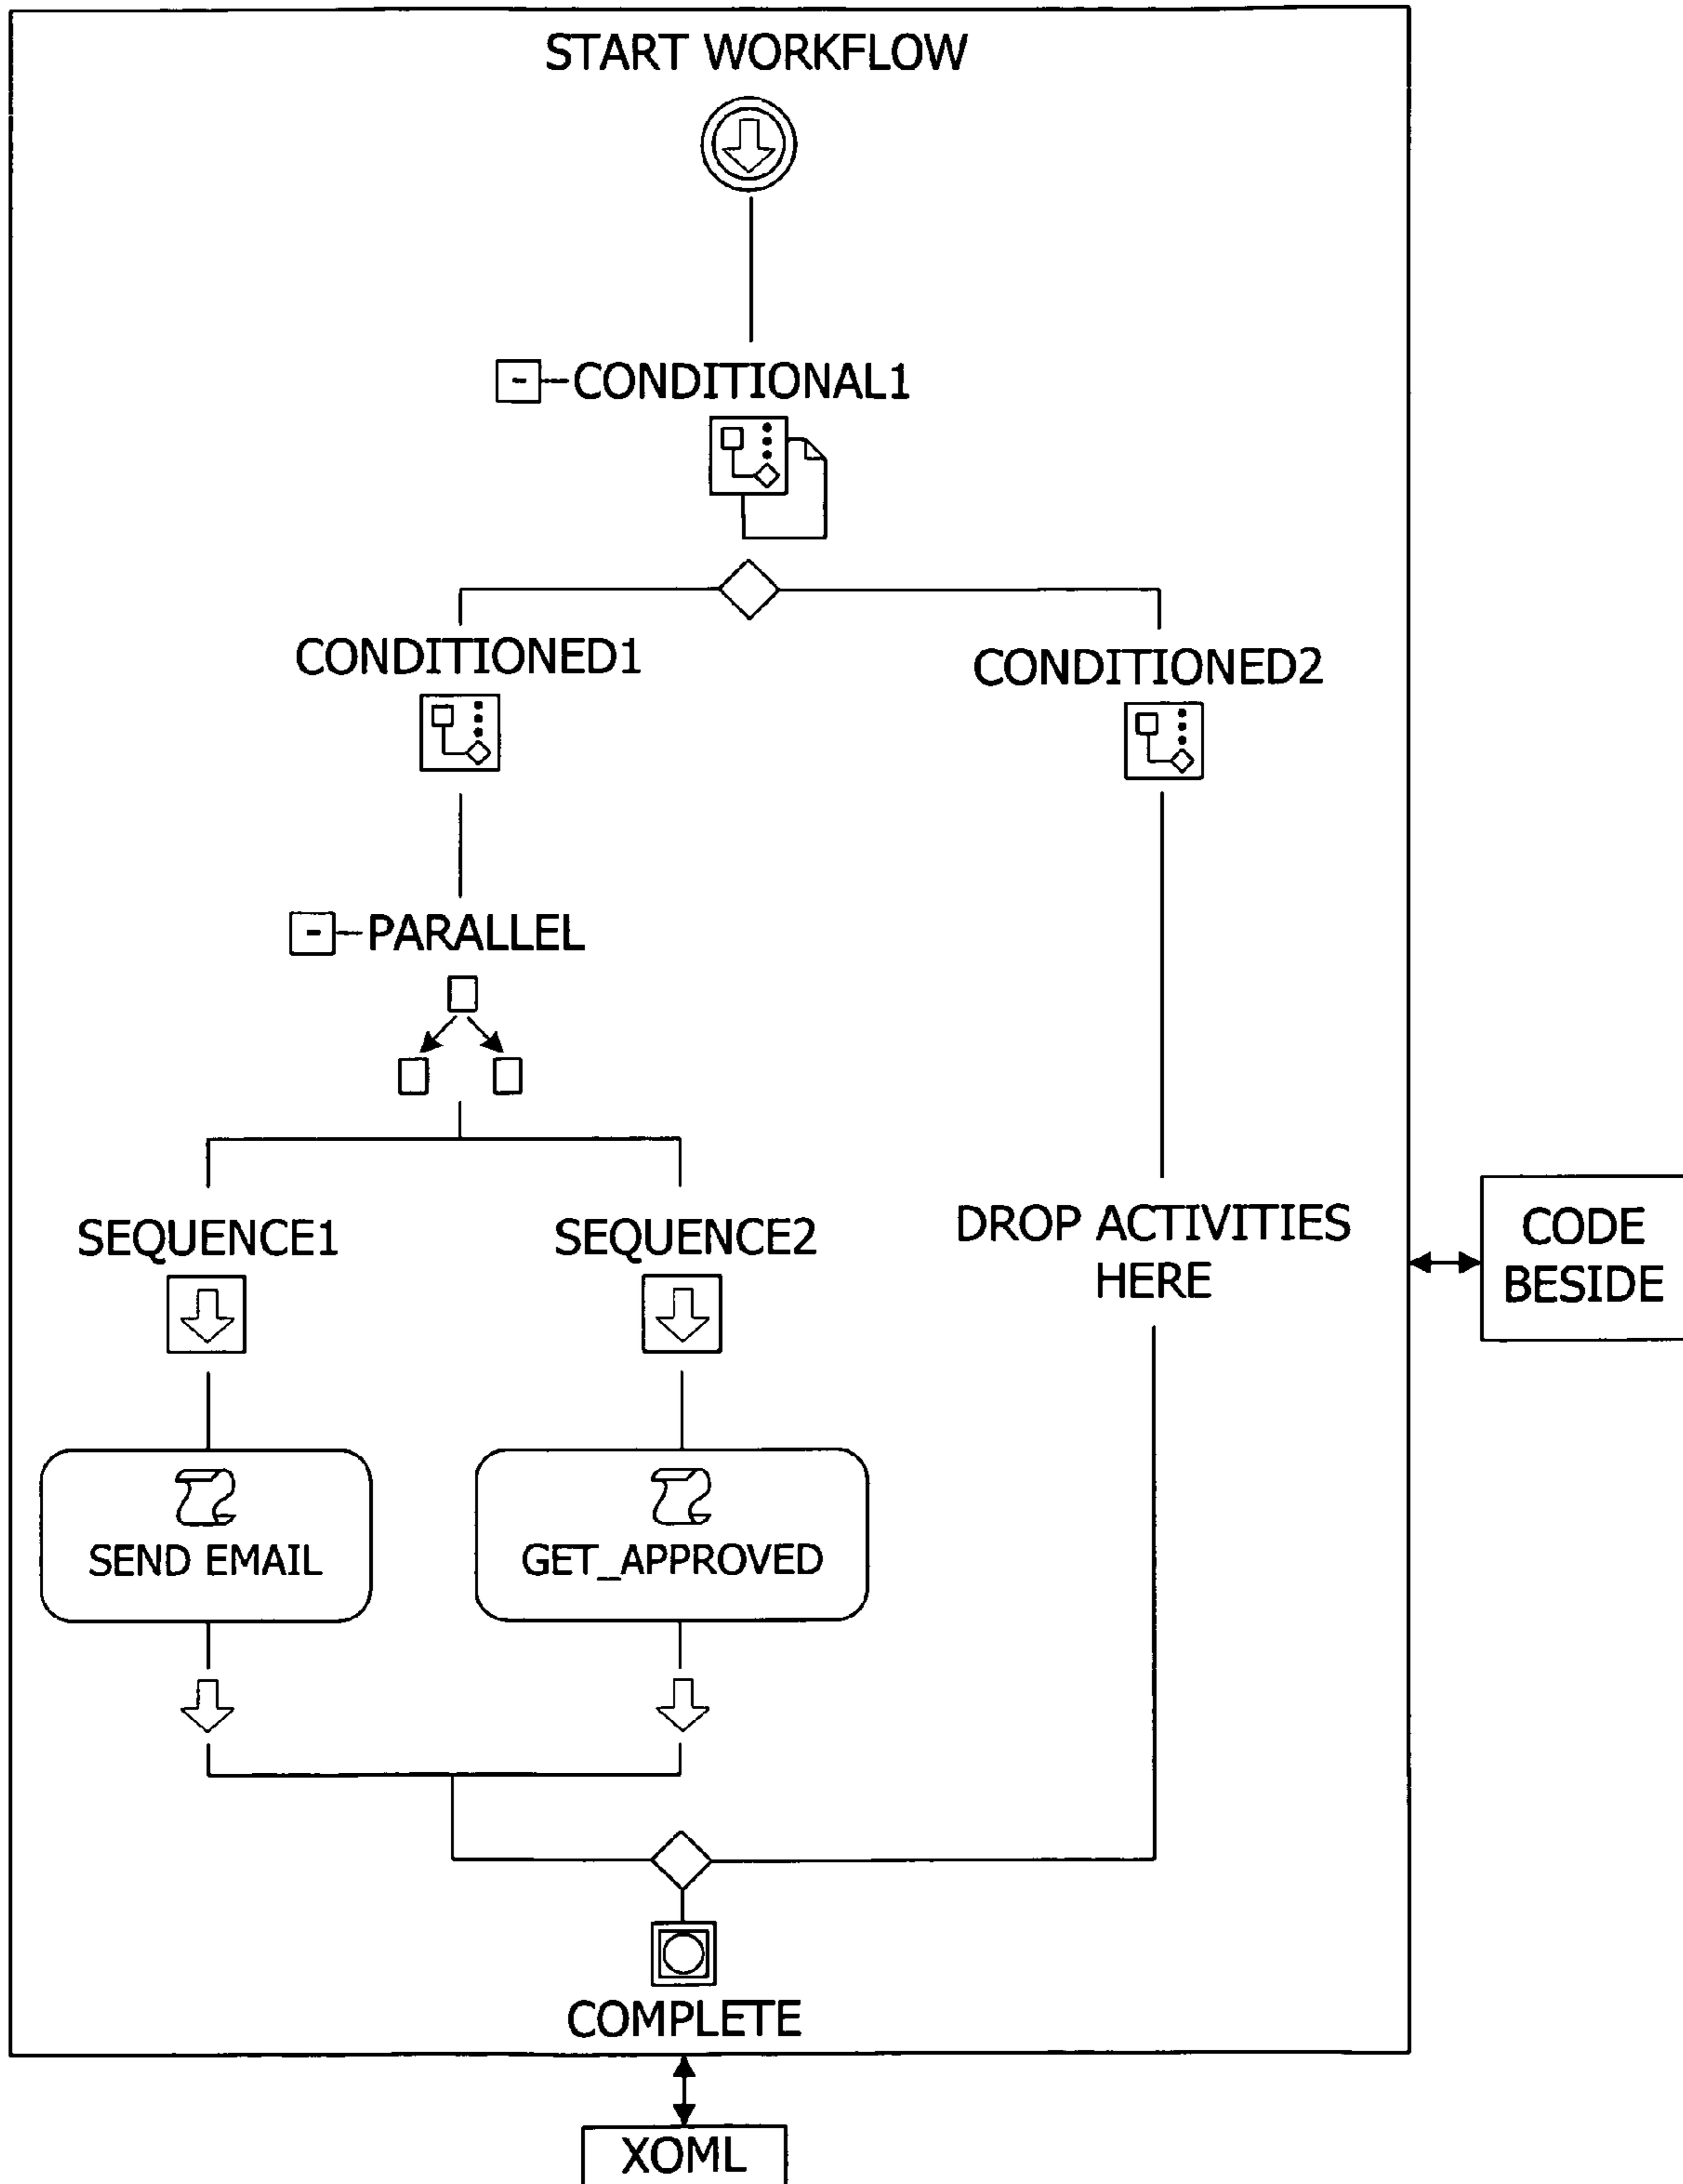 START WORKFLOW
CONDITIONAL1
CONDITIONED1
CONDITIONED2
PARALLEL
SEQUENCE1
SEQUENCE2
DROP ACTIVITIES
HERE
CODE
BESIDE
SEND EMAIL
GET_APPROVED
COMPLETE
XOML